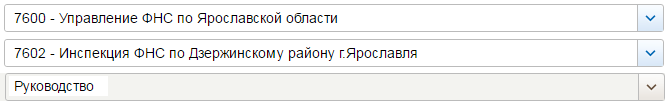 7600 - Управление ФНС по Ярославской области
7602 - Инспекция ФНС по Дзержинскому району г.Ярославля
Руководство